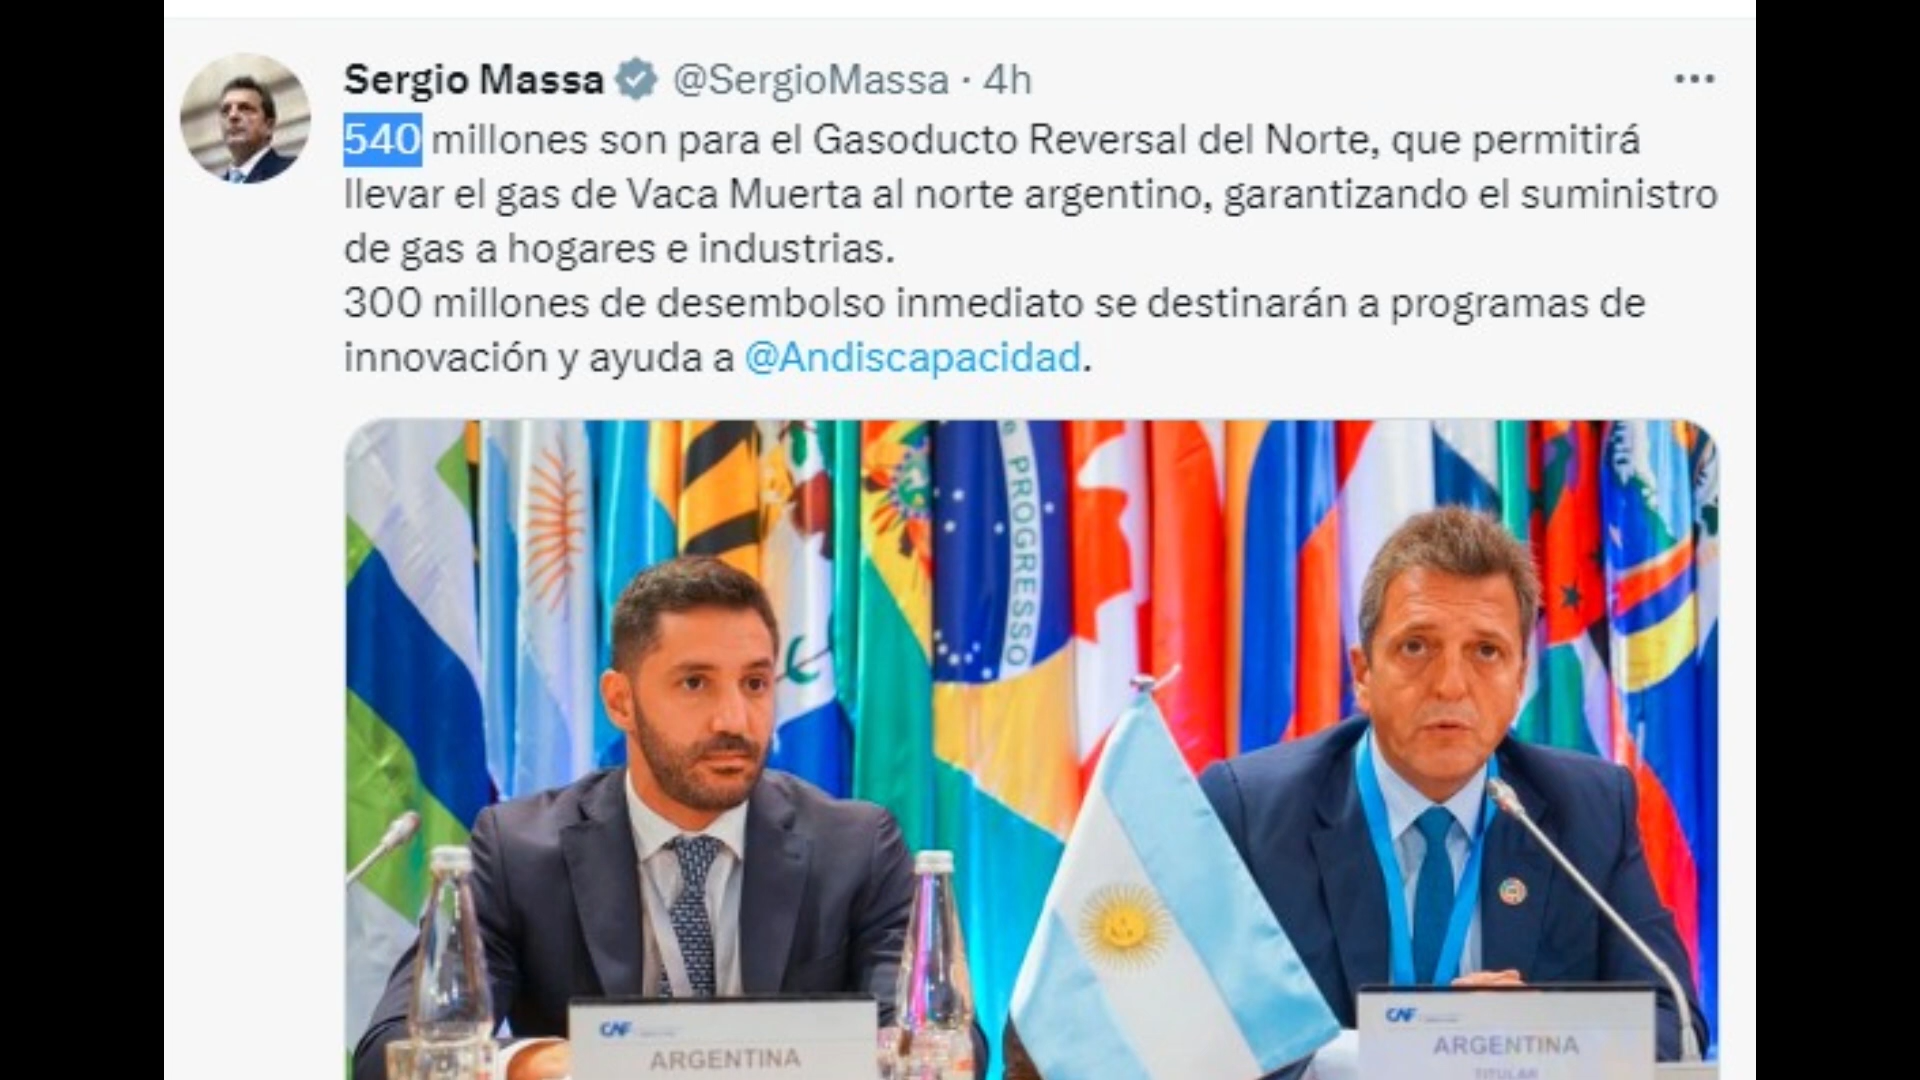 Sergio Massa @SergioMassa · 4h
540 millones son para el Gasoducto Reversal del Norte, que permitirá
llevar el gas de Vaca Muerta al norte argentino, garantizando el suministro
de gas a hogares e industrias.
300 millones de desembolso inmediato se destinarán a programas de
innovación y ayuda a @Andiscapacidad.
PROGRESSO
CAF
ARGENTINA
CAF
ARGENTINA
TITULAR